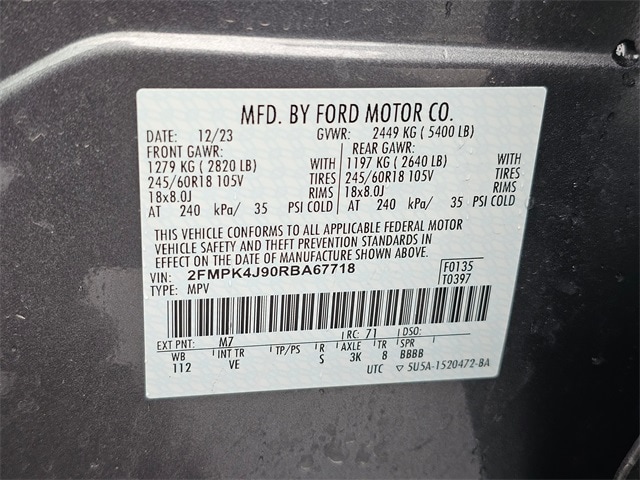 MFD. BY FORD MOTOR CO.
DATE: 12/23 GVWR: 2449 KG ( 5400 LB)
FRONT GAWR: REAR GAWR:
1279 KG ( 2820 LB) WITH 1197 KG ( 2640 LB) WITH
245/60R18 105V TIRES 245/60R18 105V TIRES
18x8.0J RIMS 18x8.0J RIMS
AT 240 kPa/ 35 PSI COLD AT 240 kPa/ 35 PSI COLD
THIS VEHICLE CONFORMS TO ALL APPLICABLE FEDERAL MOTOR
VEHICLE SAFETY AND THEFT PREVENTION STANDARDS IN
EFFECT ON THE DATE OF MANUFACTURE SHOWN ABOVE.
VIN: 2FMPK4J90RBA67718 F0135
TYPE: MPV T0397
EXT PNT: M7 RC: 71 DSO:
WB INT TR TP/PS R AXLE TR SPR
112 VE S 3K 8 BBBB
UTC ▽ 5U5A-1520472-BA